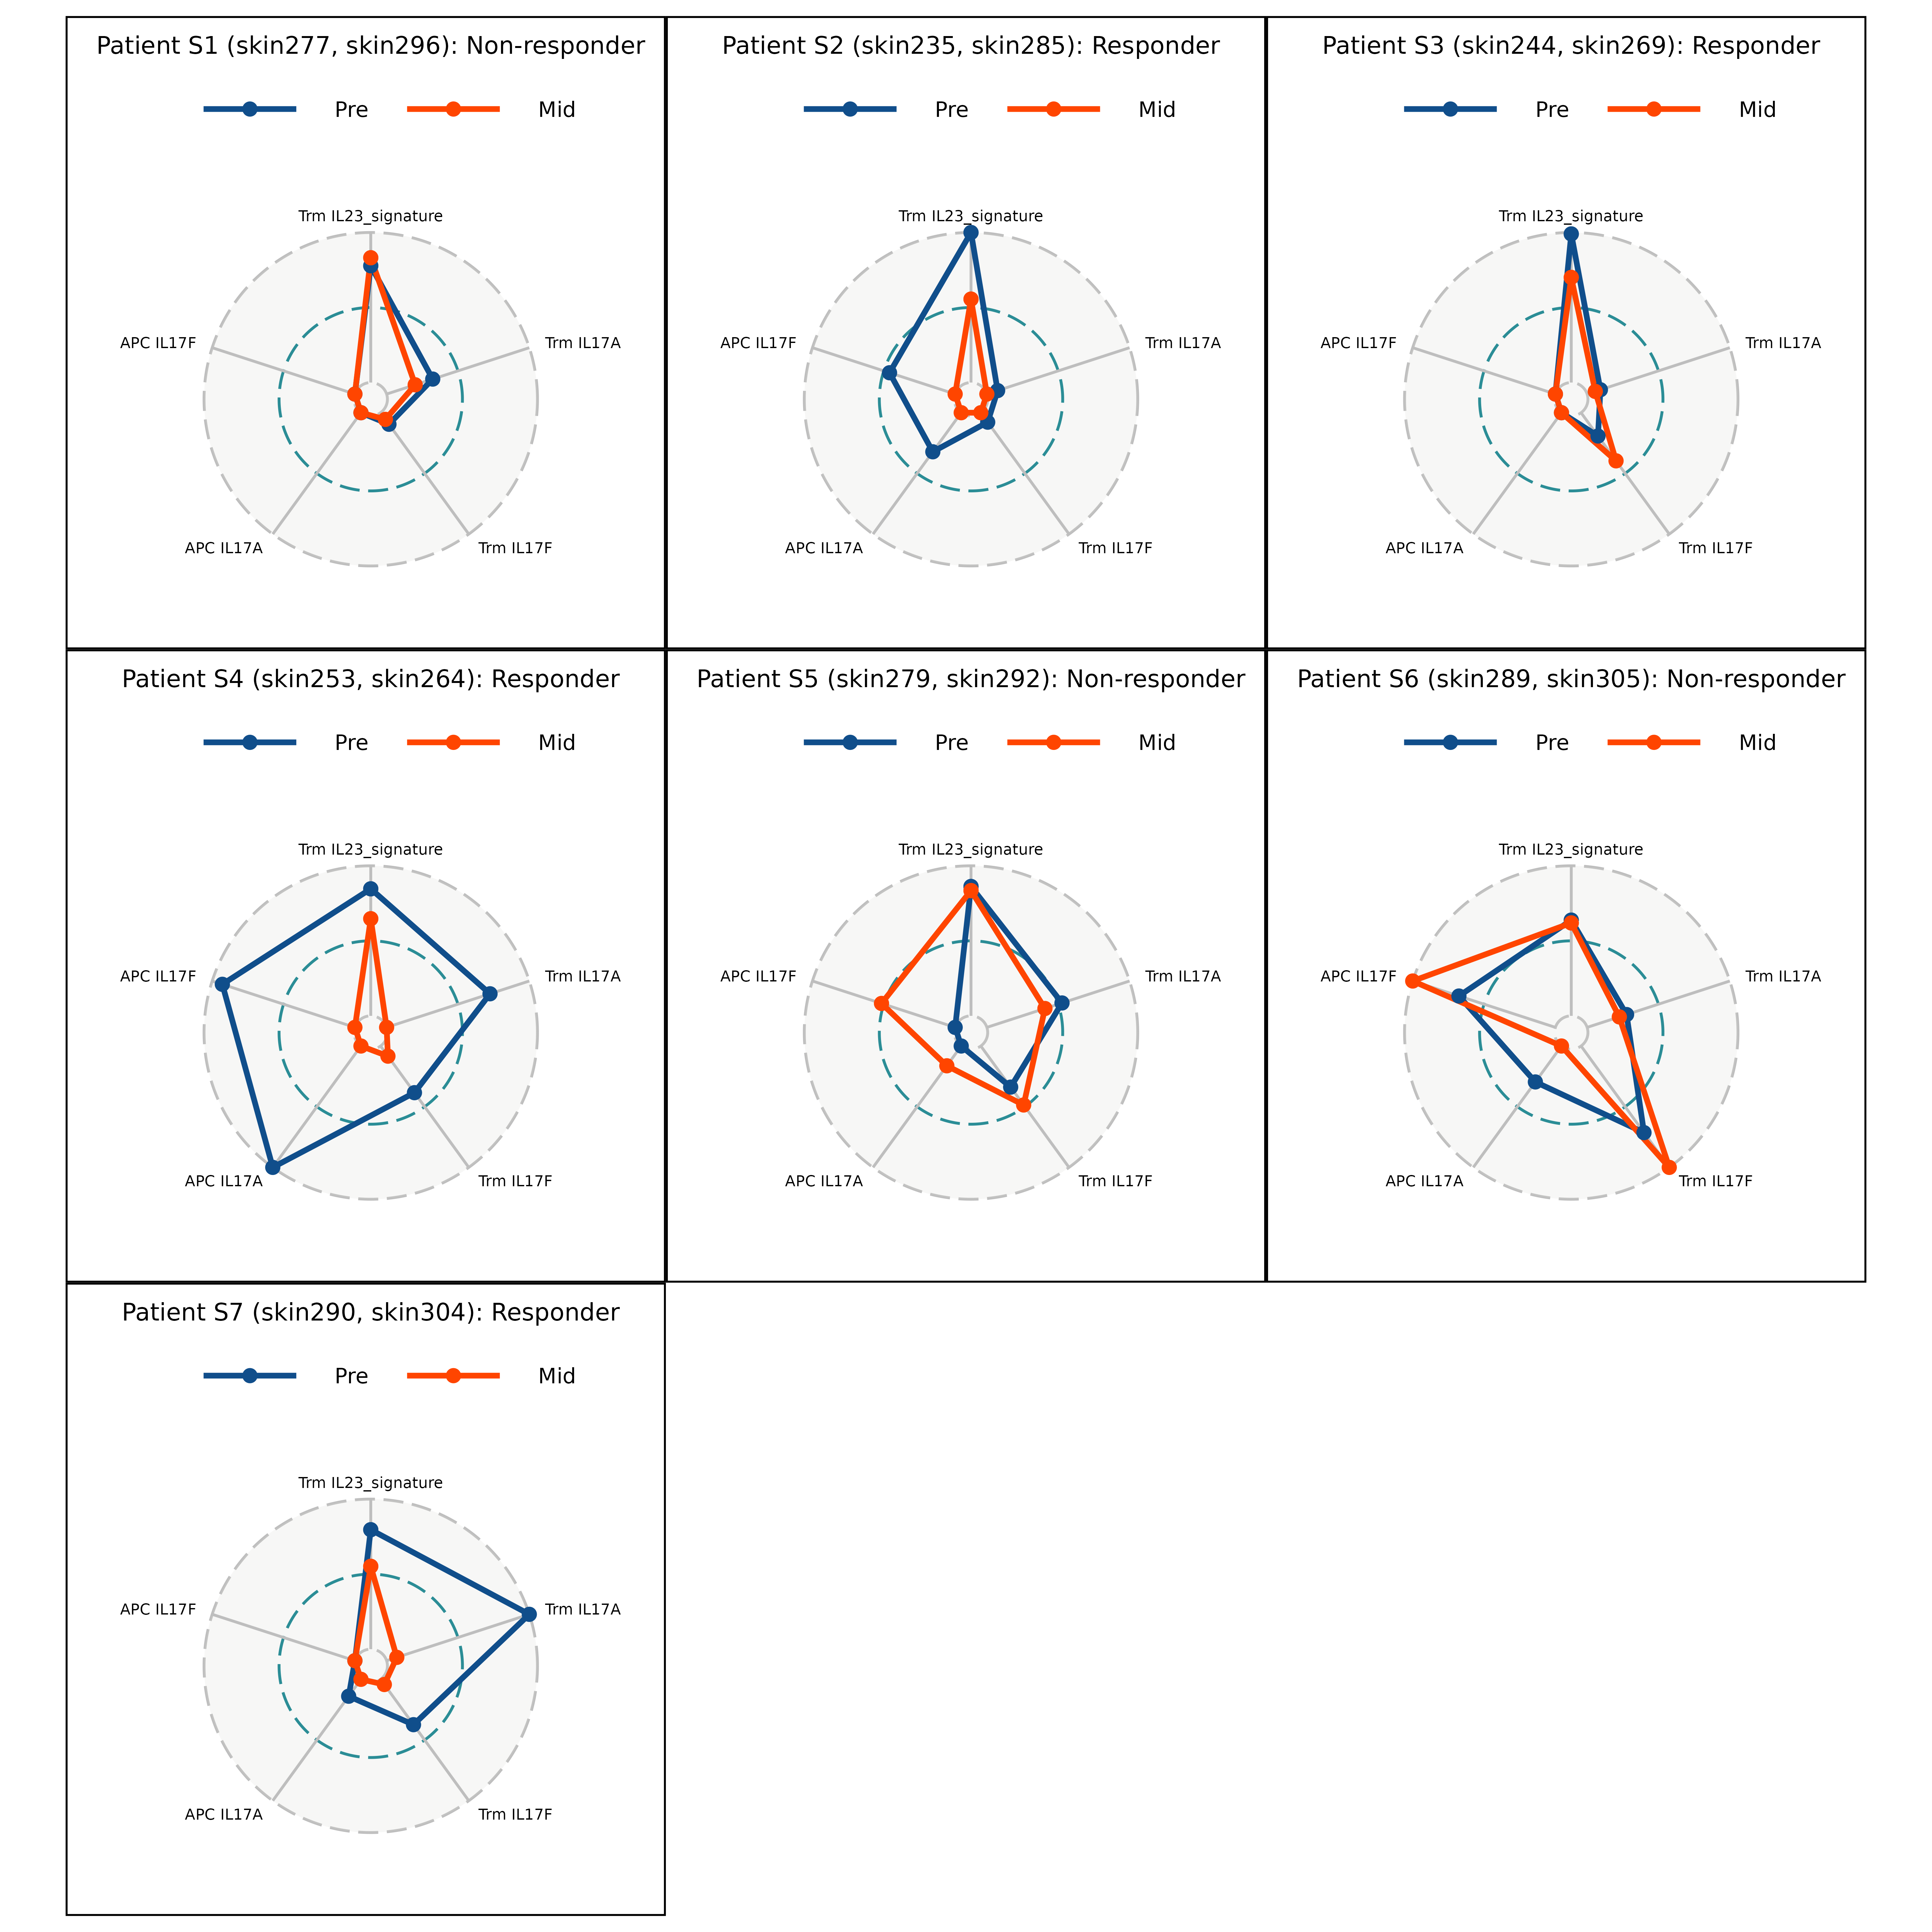 Patient S1 (skin277, skin296): Non-responder
Pre Mid
Trm IL23_signature
APC IL17F Trm IL17A
APC IL17A Trm IL17F
Patient S2 (skin235, skin285): Responder
Pre Mid
Trm IL23_signature
APC IL17F Trm IL17A
APC IL17A Trm IL17F
Patient S3 (skin244, skin269): Responder
Pre Mid
Trm IL23_signature
APC IL17F Trm IL17A
APC IL17A Trm IL17F
Patient S4 (skin253, skin264): Responder
Pre Mid
Trm IL23_signature
APC IL17F Trm IL17A
APC IL17A Trm IL17F
Patient S5 (skin279, skin292): Non-responder
Pre Mid
Trm IL23_signature
APC IL17F Trm IL17A
APC IL17A Trm IL17F
Patient S6 (skin289, skin305): Non-responder
Pre Mid
Trm IL23_signature
APC IL17F Trm IL17A
APC IL17A Trm IL17F
Patient S7 (skin290, skin304): Responder
Pre Mid
Trm IL23_signature
APC IL17F Trm IL17A
APC IL17A Trm IL17F